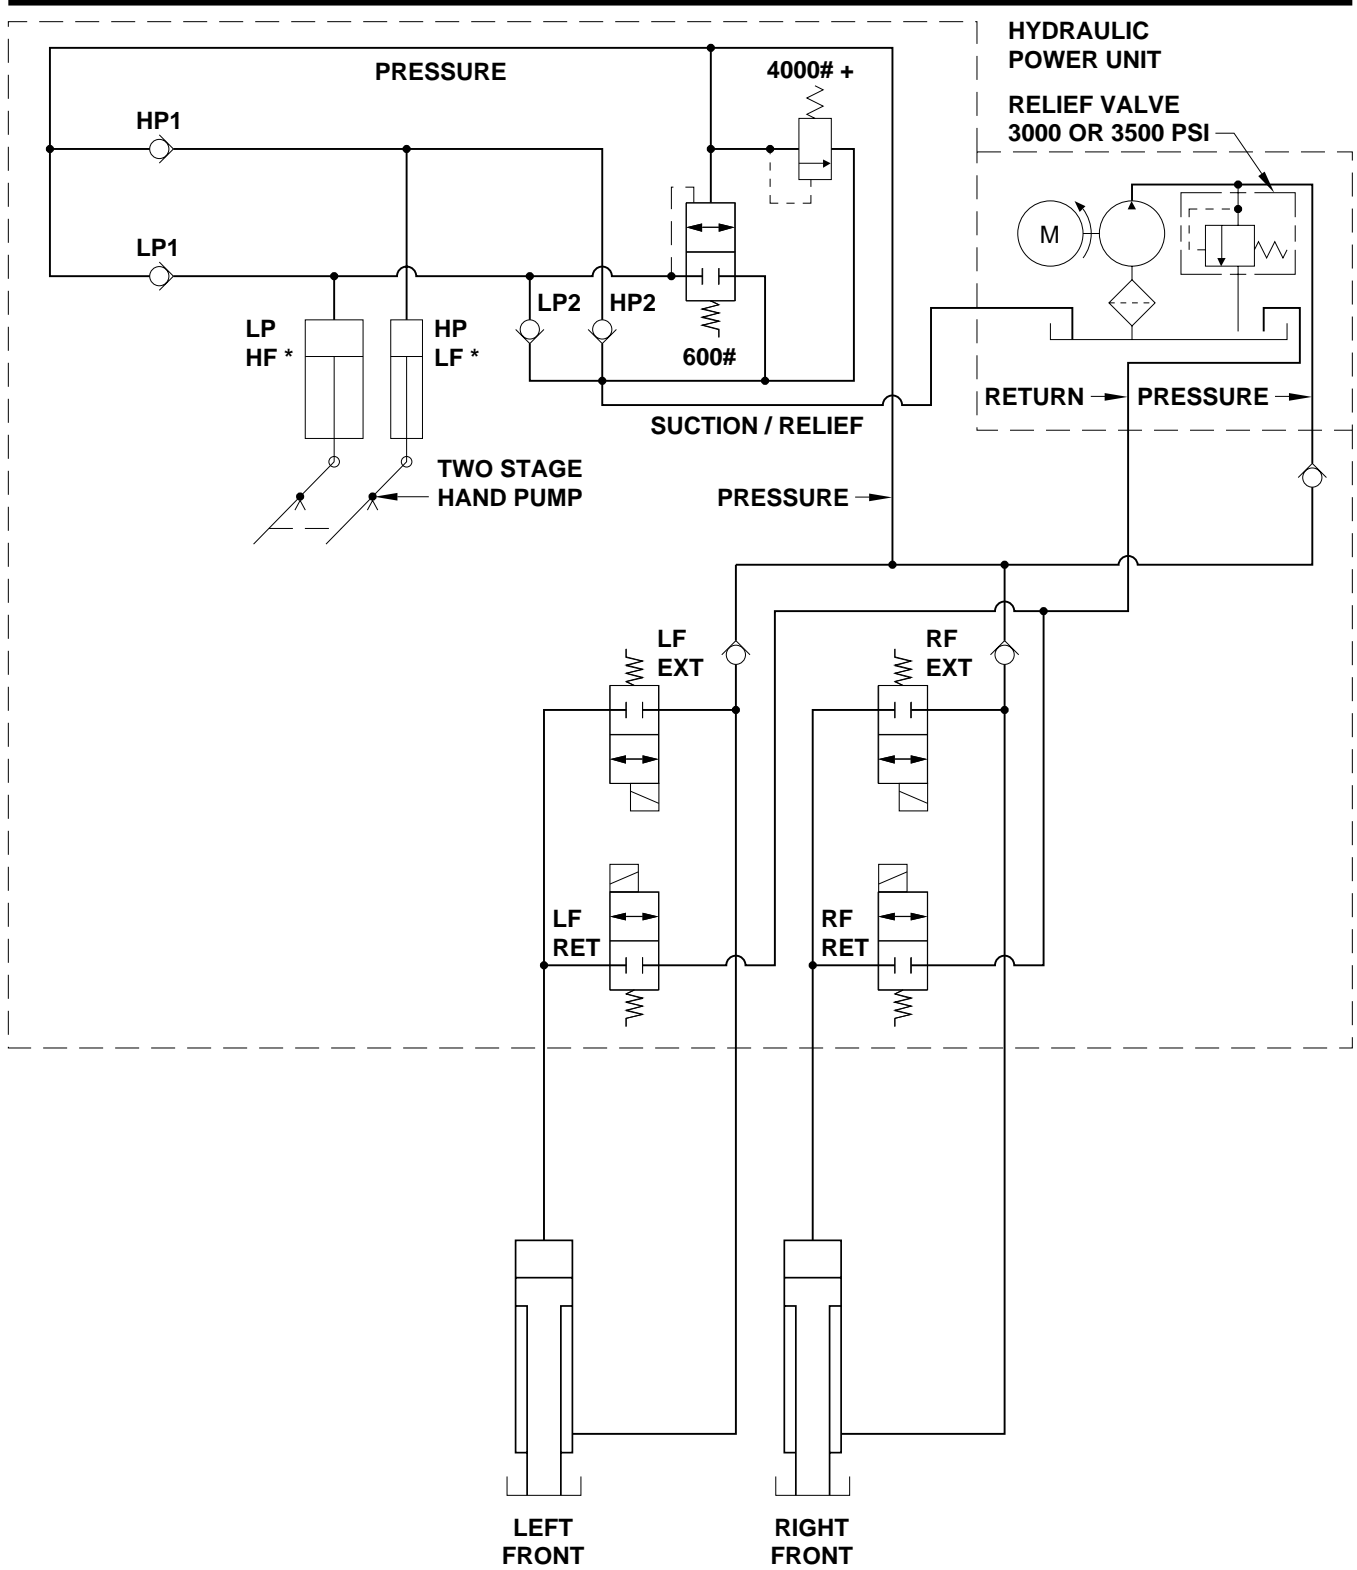 HYDRAULIC
POWER UNIT
PRESSURE
4000# +
RELIEF VALVE
3000 OR 3500 PSI
HP1
M
LP1
LP2
HP2
LP
HF *
HP
LF *
600#
RETURN
PRESSURE
SUCTION / RELIEF
TWO STAGE
HAND PUMP
PRESSURE
LF
EXT
RF
EXT
LF
RET
RF
RET
LEFT
FRONT
RIGHT
FRONT